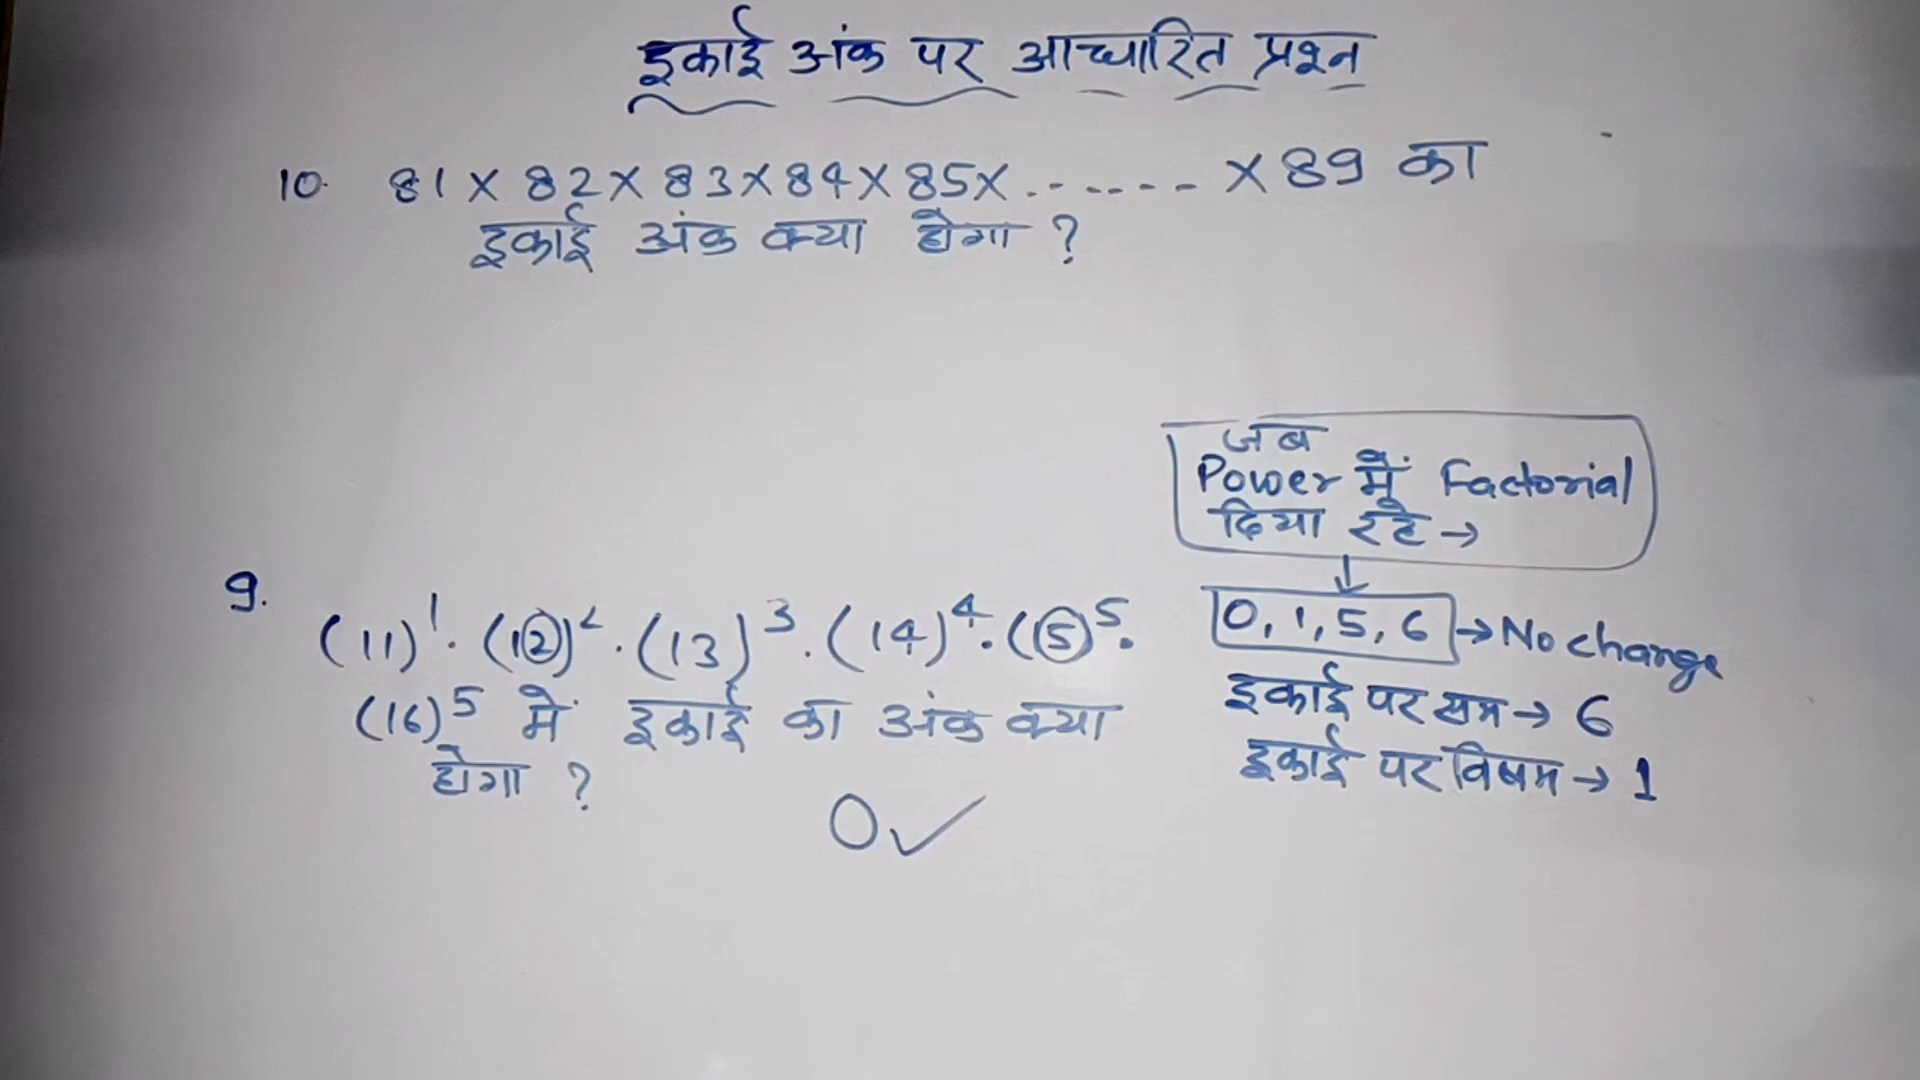 इकाई अंक पर आधारित प्रश्न
10. 81 x 82 x 83 x 84 x 85 x ......... x 89 का
इकाई अंक क्या होगा ?
जब
Power में Factorial
दिया रहे →
9.
(11)¹ . (12)² . (13)³ . (14)⁴ . (15)⁵ .
(16)⁵ में इकाई का अंक क्या
होगा ?
0 ✓
0, 1, 5, 6 → No change
इकाई पर सम → 6
इकाई पर विषम → 1